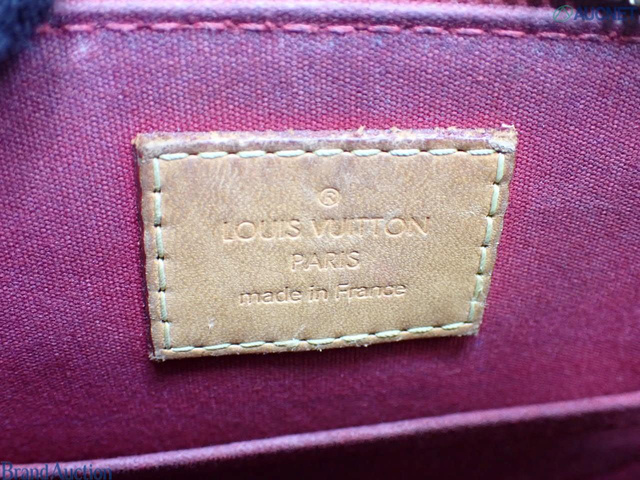 ®
LOUIS VUITTON
PARIS
made in France
BrandAuction